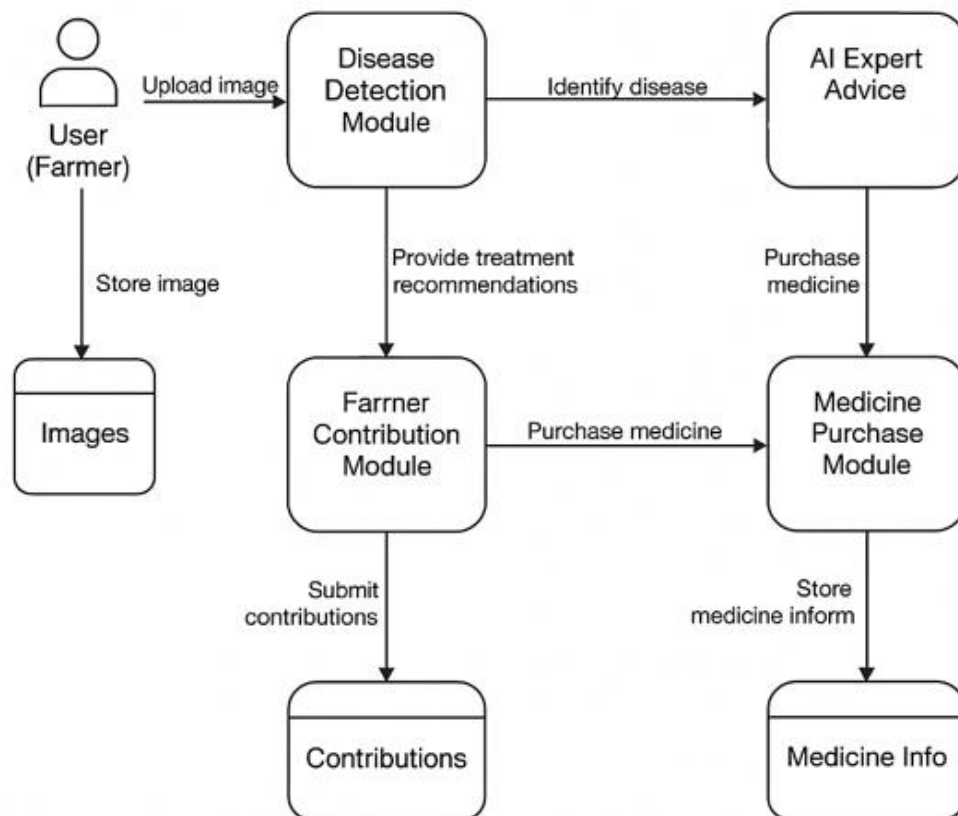 User
(Farmer)
Upload image
Disease
Detection
Module
Identify disease
AI Expert
Advice
Store image
Provide treatment
recommendations
Purchase
medicine
Images
Farrner
Contribution
Module
Purchase medicine
Medicine
Purchase
Module
Submit
contributions
Store
medicine inform
Contributions
Medicine Info